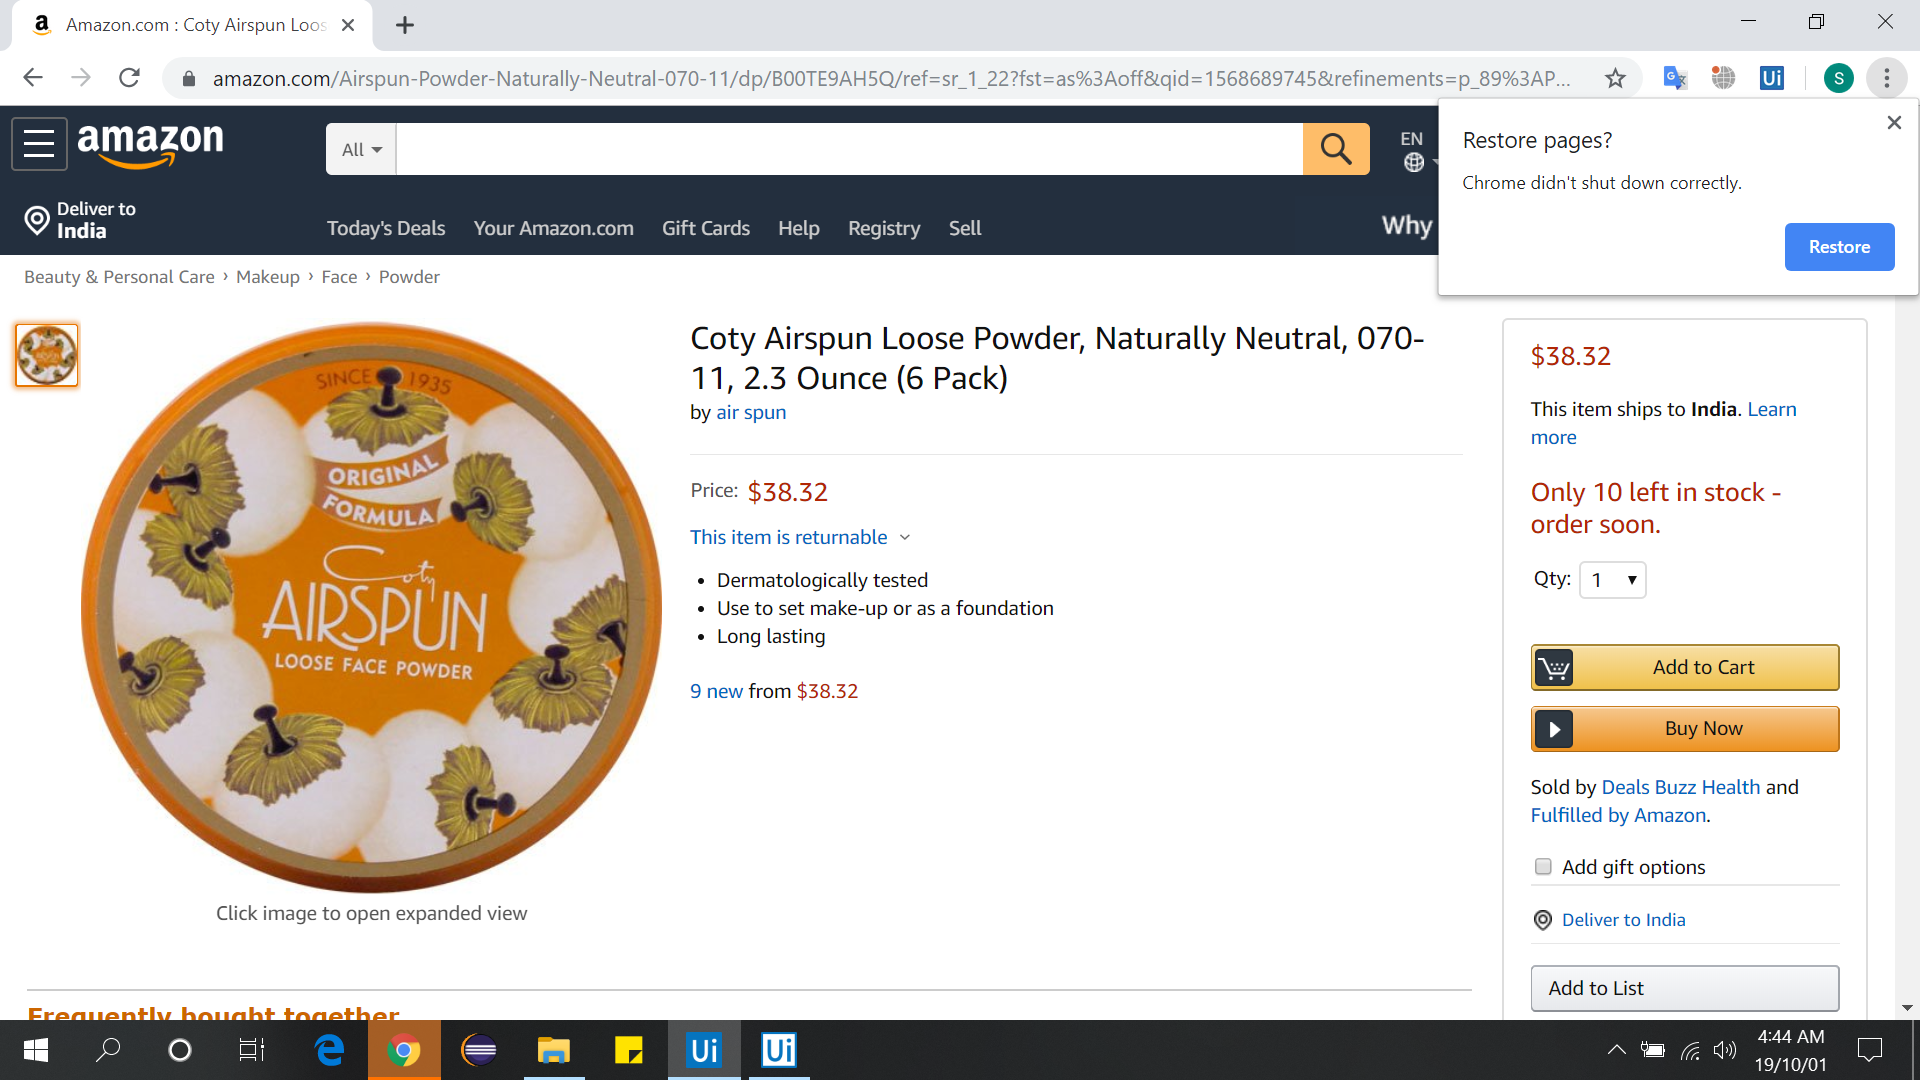 Amazon.com : Coty Airspun Loos
amazon.com/Airspun-Powder-Naturally-Neutral-070-11/dp/B00TE9AH5Q/ref=sr_1_22?fst=as%3Aoff&qid=1568689745&refinements=p_89%3AP...
Ui
S
Restore pages?
Chrome didn't shut down correctly.
Restore
amazon
All
EN
Deliver to
India
Today's Deals
Your Amazon.com
Gift Cards
Help
Registry
Sell
Why
Beauty & Personal Care › Makeup › Face › Powder
SINCE 1935
ORIGINAL
FORMULA
Coty
AIRSPUN
LOOSE FACE POWDER
Click image to open expanded view
Coty Airspun Loose Powder, Naturally Neutral, 070-
11, 2.3 Ounce (6 Pack)
by air spun
Price: $38.32
This item is returnable
• Dermatologically tested
• Use to set make-up or as a foundation
• Long lasting
9 new from $38.32
$38.32
This item ships to India. Learn
more
Only 10 left in stock -
order soon.
Qty: 1
Add to Cart
Buy Now
Sold by Deals Buzz Health and
Fulfilled by Amazon.
Add gift options
Deliver to India
Add to List
Frequently bought together
Ui
Ui
4:44 AM
19/10/01